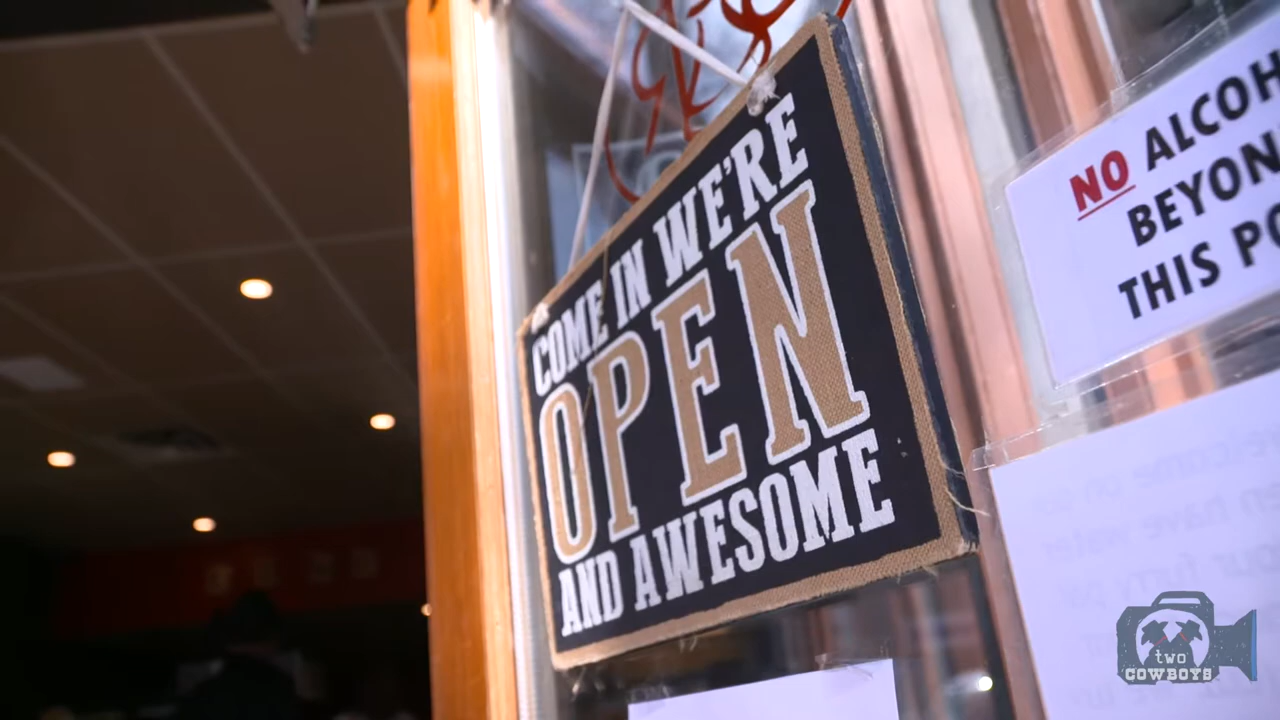 COME IN WE'RE
OPEN
AND AWESOME
NO ALCOH
BEYON
THIS PO
two
COWBOYS